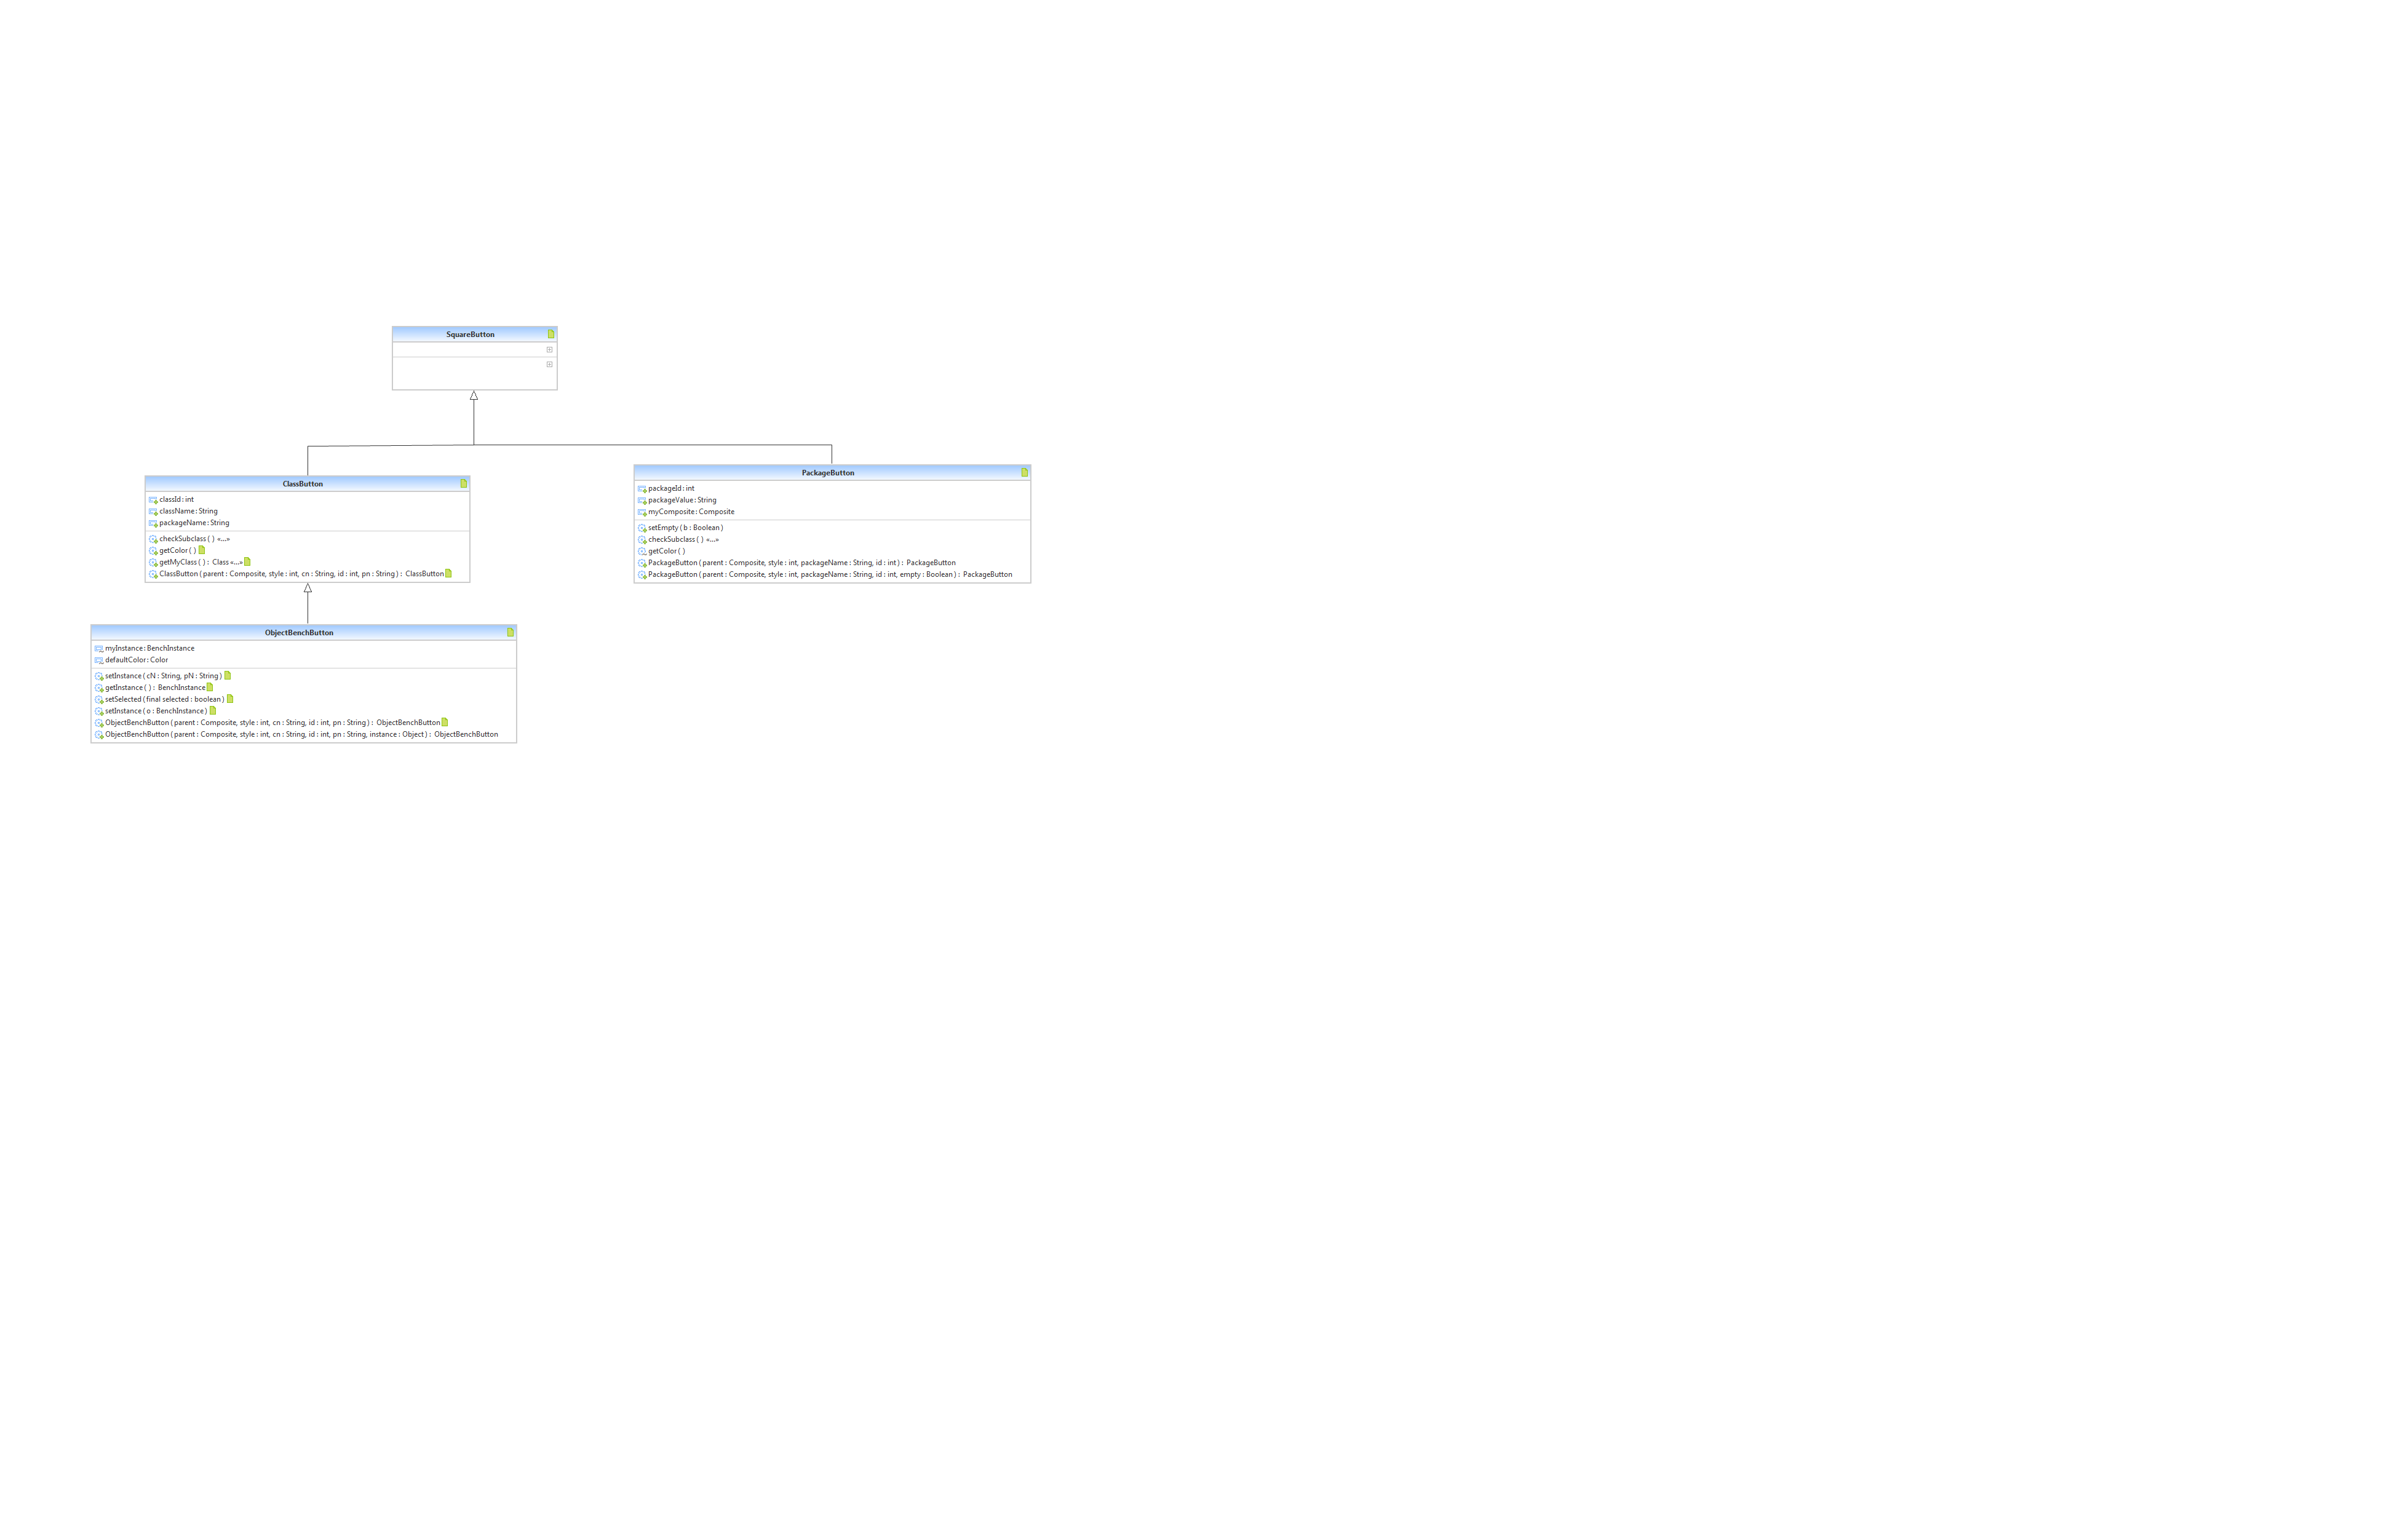 SquareButton
ClassButton
classId : int
className : String
packageName : String
checkSubclass ( ) «...»
getColor ( )
getMyClass ( ) : Class «...»
ClassButton ( parent : Composite, style : int, cn : String, id : int, pn : String ) : ClassButton
PackageButton
packageId : int
packageValue : String
myComposite : Composite
setEmpty ( b : Boolean )
checkSubclass ( ) «...»
getColor ( )
PackageButton ( parent : Composite, style : int, packageName : String, id : int ) : PackageButton
PackageButton ( parent : Composite, style : int, packageName : String, id : int, empty : Boolean ) : PackageButton
ObjectBenchButton
myInstance : BenchInstance
defaultColor : Color
setInstance ( cN : String, pN : String )
getInstance ( ) : BenchInstance
setSelected ( final selected : boolean )
setInstance ( o : BenchInstance )
ObjectBenchButton ( parent : Composite, style : int, cn : String, id : int, pn : String ) : ObjectBenchButton
ObjectBenchButton ( parent : Composite, style : int, cn : String, id : int, pn : String, instance : Object ) : ObjectBenchButton